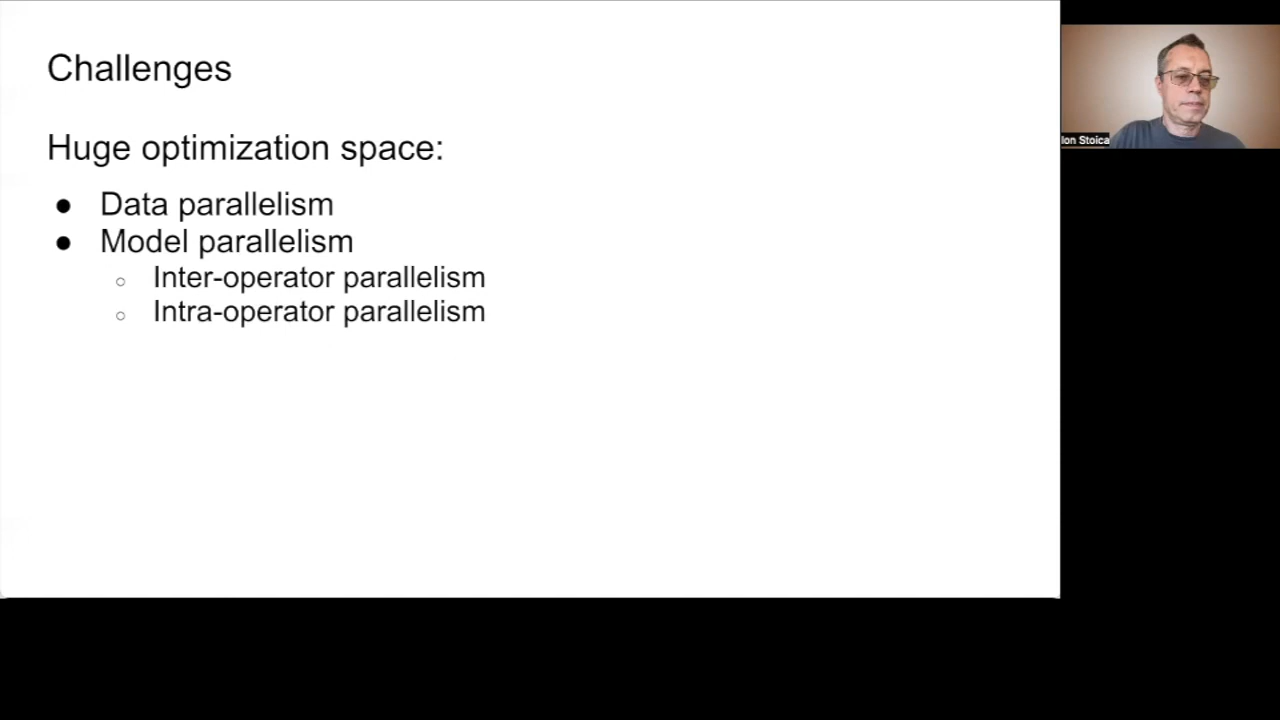 Challenges
Huge optimization space:
● Data parallelism
● Model parallelism
○ Inter-operator parallelism
○ Intra-operator parallelism
Ion Stoica